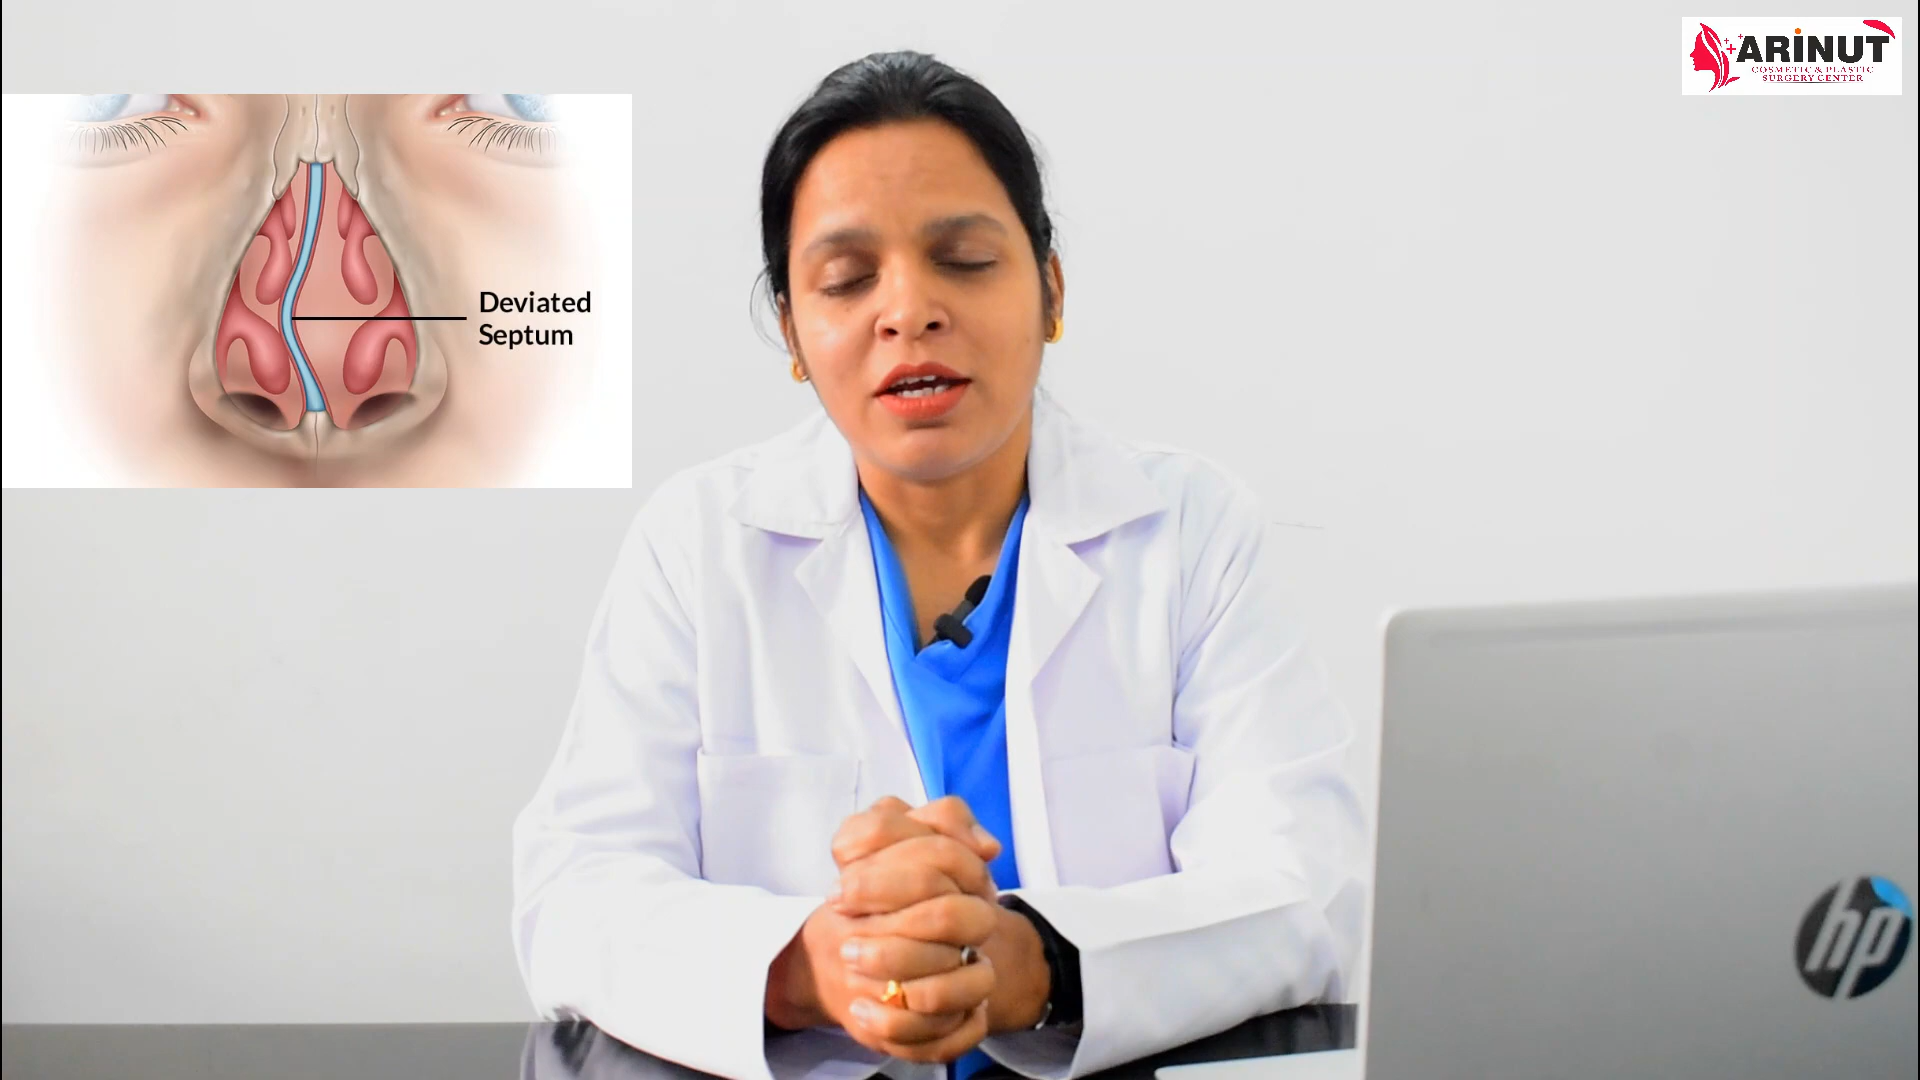 ARINUT
COSMETIC & PLASTIC
SURGERY CENTER
Deviated
Septum
hp